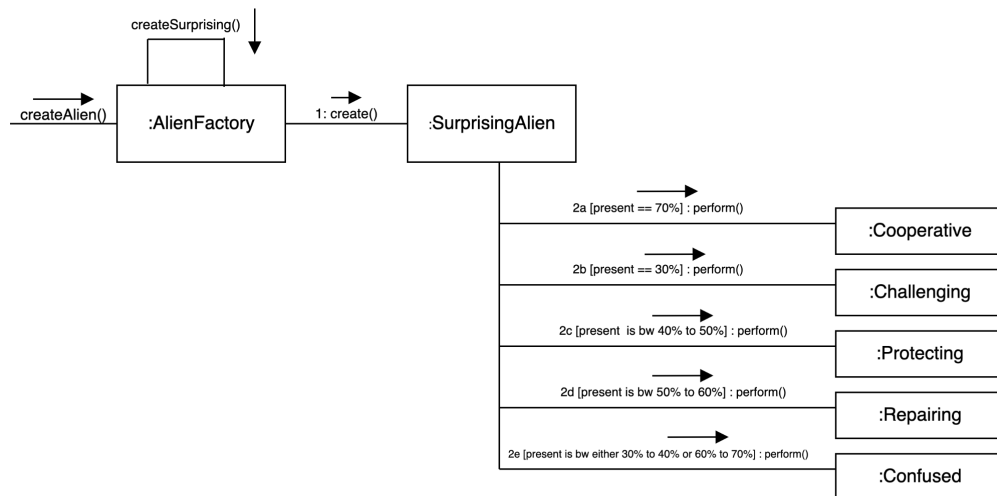 createSurprising()
createAlien()
:AlienFactory
1: create()
:SurprisingAlien
2a [present == 70%] : perform()
:Cooperative
2b [present == 30%] : perform()
:Challenging
2c [present is bw 40% to 50%] : perform()
:Protecting
2d [present is bw 50% to 60%] : perform()
:Repairing
2e [present is bw either 30% to 40% or 60% to 70%] : perform()
:Confused